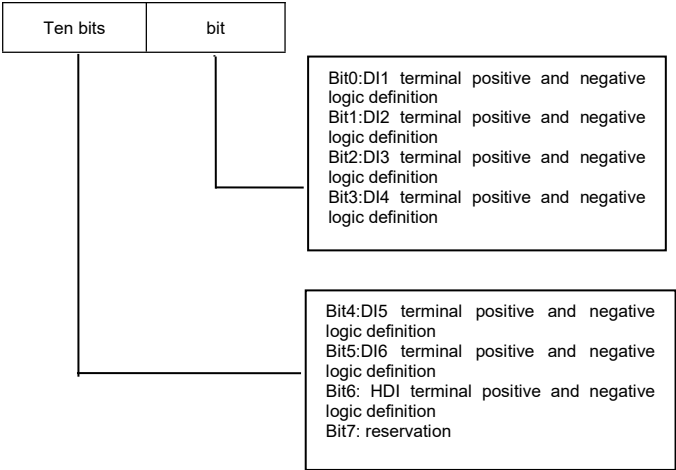 Ten bits
bit
Bit0:DI1 terminal positive and negative
logic definition
Bit1:DI2 terminal positive and negative
logic definition
Bit2:DI3 terminal positive and negative
logic definition
Bit3:DI4 terminal positive and negative
logic definition
Bit4:DI5 terminal positive and negative
logic definition
Bit5:DI6 terminal positive and negative
logic definition
Bit6: HDI terminal positive and negative
logic definition
Bit7: reservation